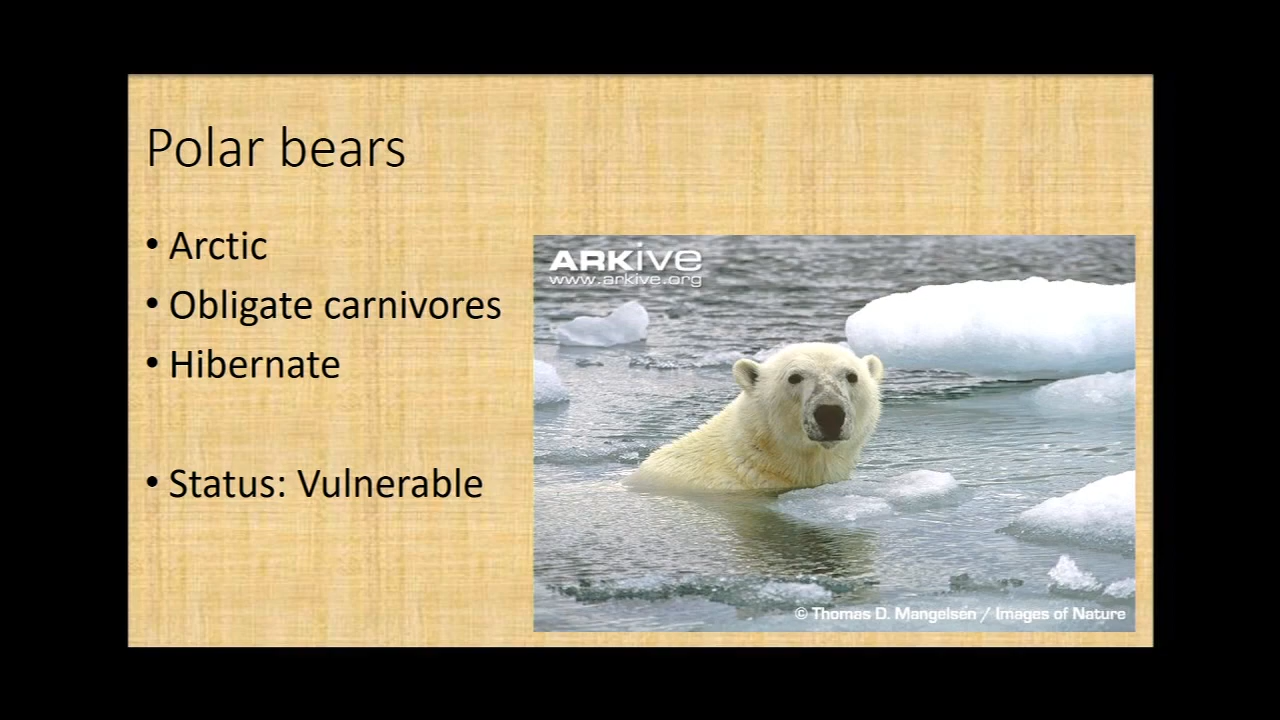 Polar bears
• Arctic
• Obligate carnivores
• Hibernate
• Status: Vulnerable
ARKive
www.arkive.org
© Thomas D. Mangelsen / Images of Nature